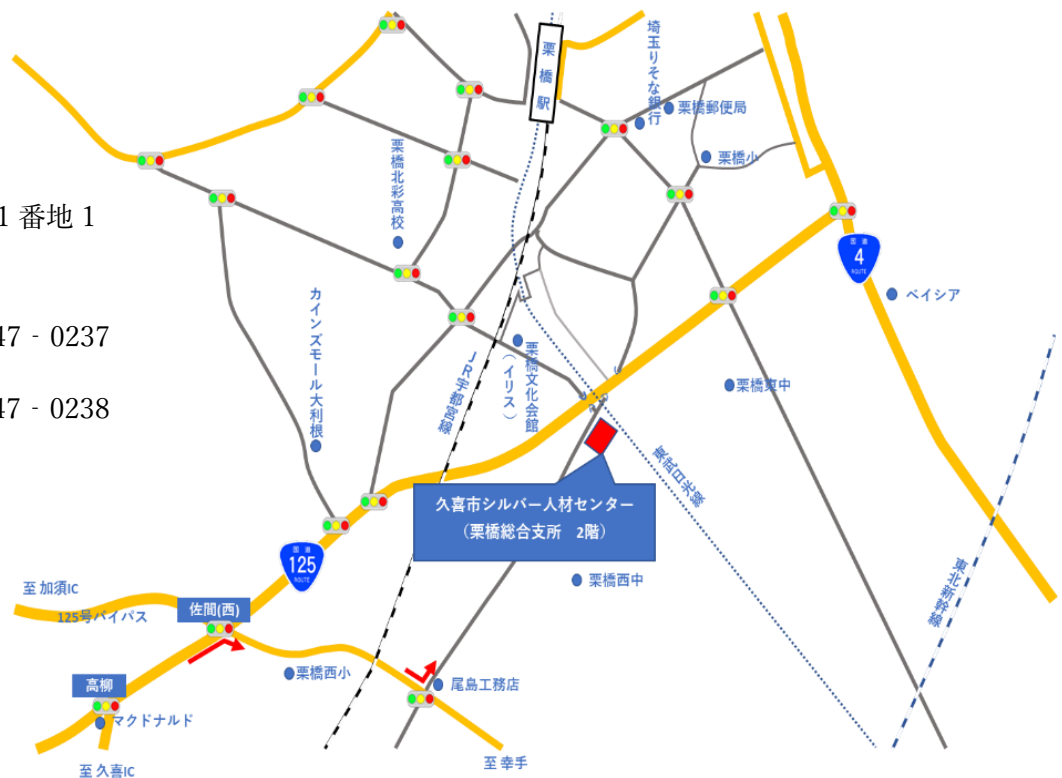 栗橋駅
埼玉りそな銀行
栗橋郵便局
栗橋小
栗橋北彩高校
1 番地 1
国道
4
ROUTE
ベイシア
カインズモール大利根
47 - 0237
JR宇都宮線
栗橋文化会館
（イリス）
栗橋東中
47 - 0238
東武日光線
久喜市シルバー人材センター
（栗橋総合支所　2階）
国道
125
ROUTE
栗橋西中
東北新幹線
至 加須IC
125号バイパス
佐間(西)
栗橋西小
高柳
尾島工務店
マクドナルド
至 久喜IC
至 幸手